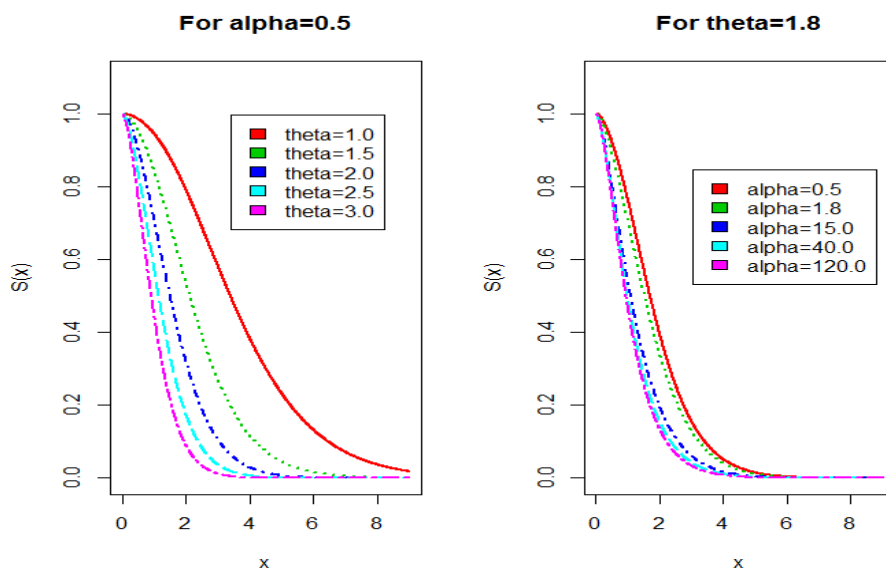 For alpha=0.5
S(x)
1.0
0.8
0.6
0.4
0.2
0.0
theta=1.0
theta=1.5
theta=2.0
theta=2.5
theta=3.0
0 2 4 6 8
x
For theta=1.8
S(x)
1.0
0.8
0.6
0.4
0.2
0.0
alpha=0.5
alpha=1.8
alpha=15.0
alpha=40.0
alpha=120.0
0 2 4 6 8
x